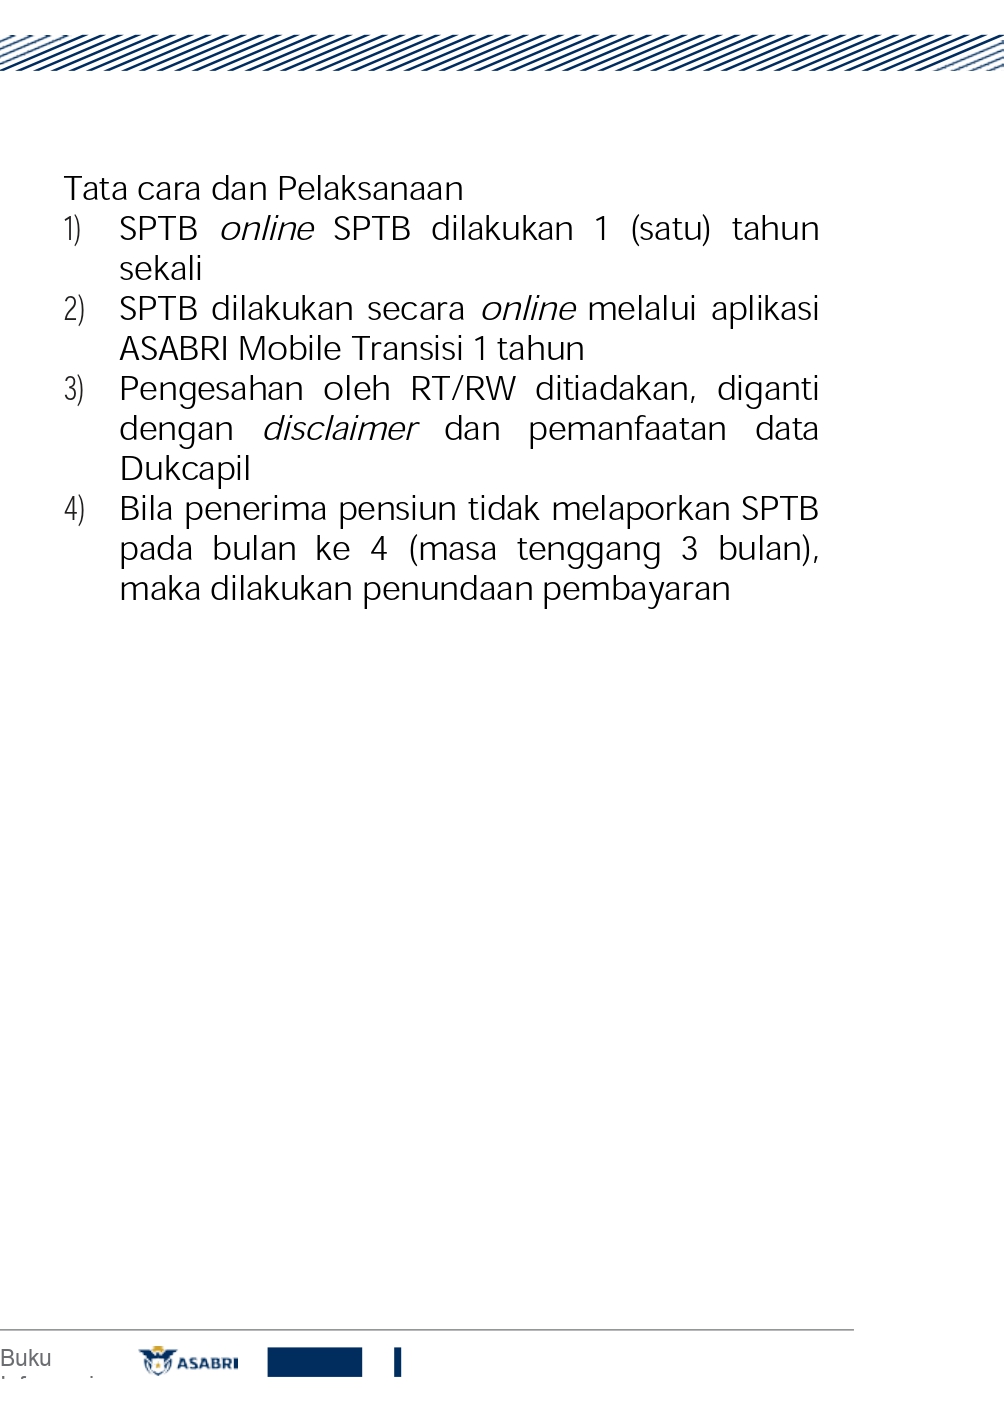 Tata cara dan Pelaksanaan
1) SPTB online SPTB dilakukan 1 (satu) tahun
sekali
2) SPTB dilakukan secara online melalui aplikasi
ASABRI Mobile Transisi 1 tahun
3) Pengesahan oleh RT/RW ditiadakan, diganti
dengan disclaimer dan pemanfaatan data
Dukcapil
4) Bila penerima pensiun tidak melaporkan SPTB
pada bulan ke 4 (masa tenggang 3 bulan),
maka dilakukan penundaan pembayaran
Buku
ASABRI